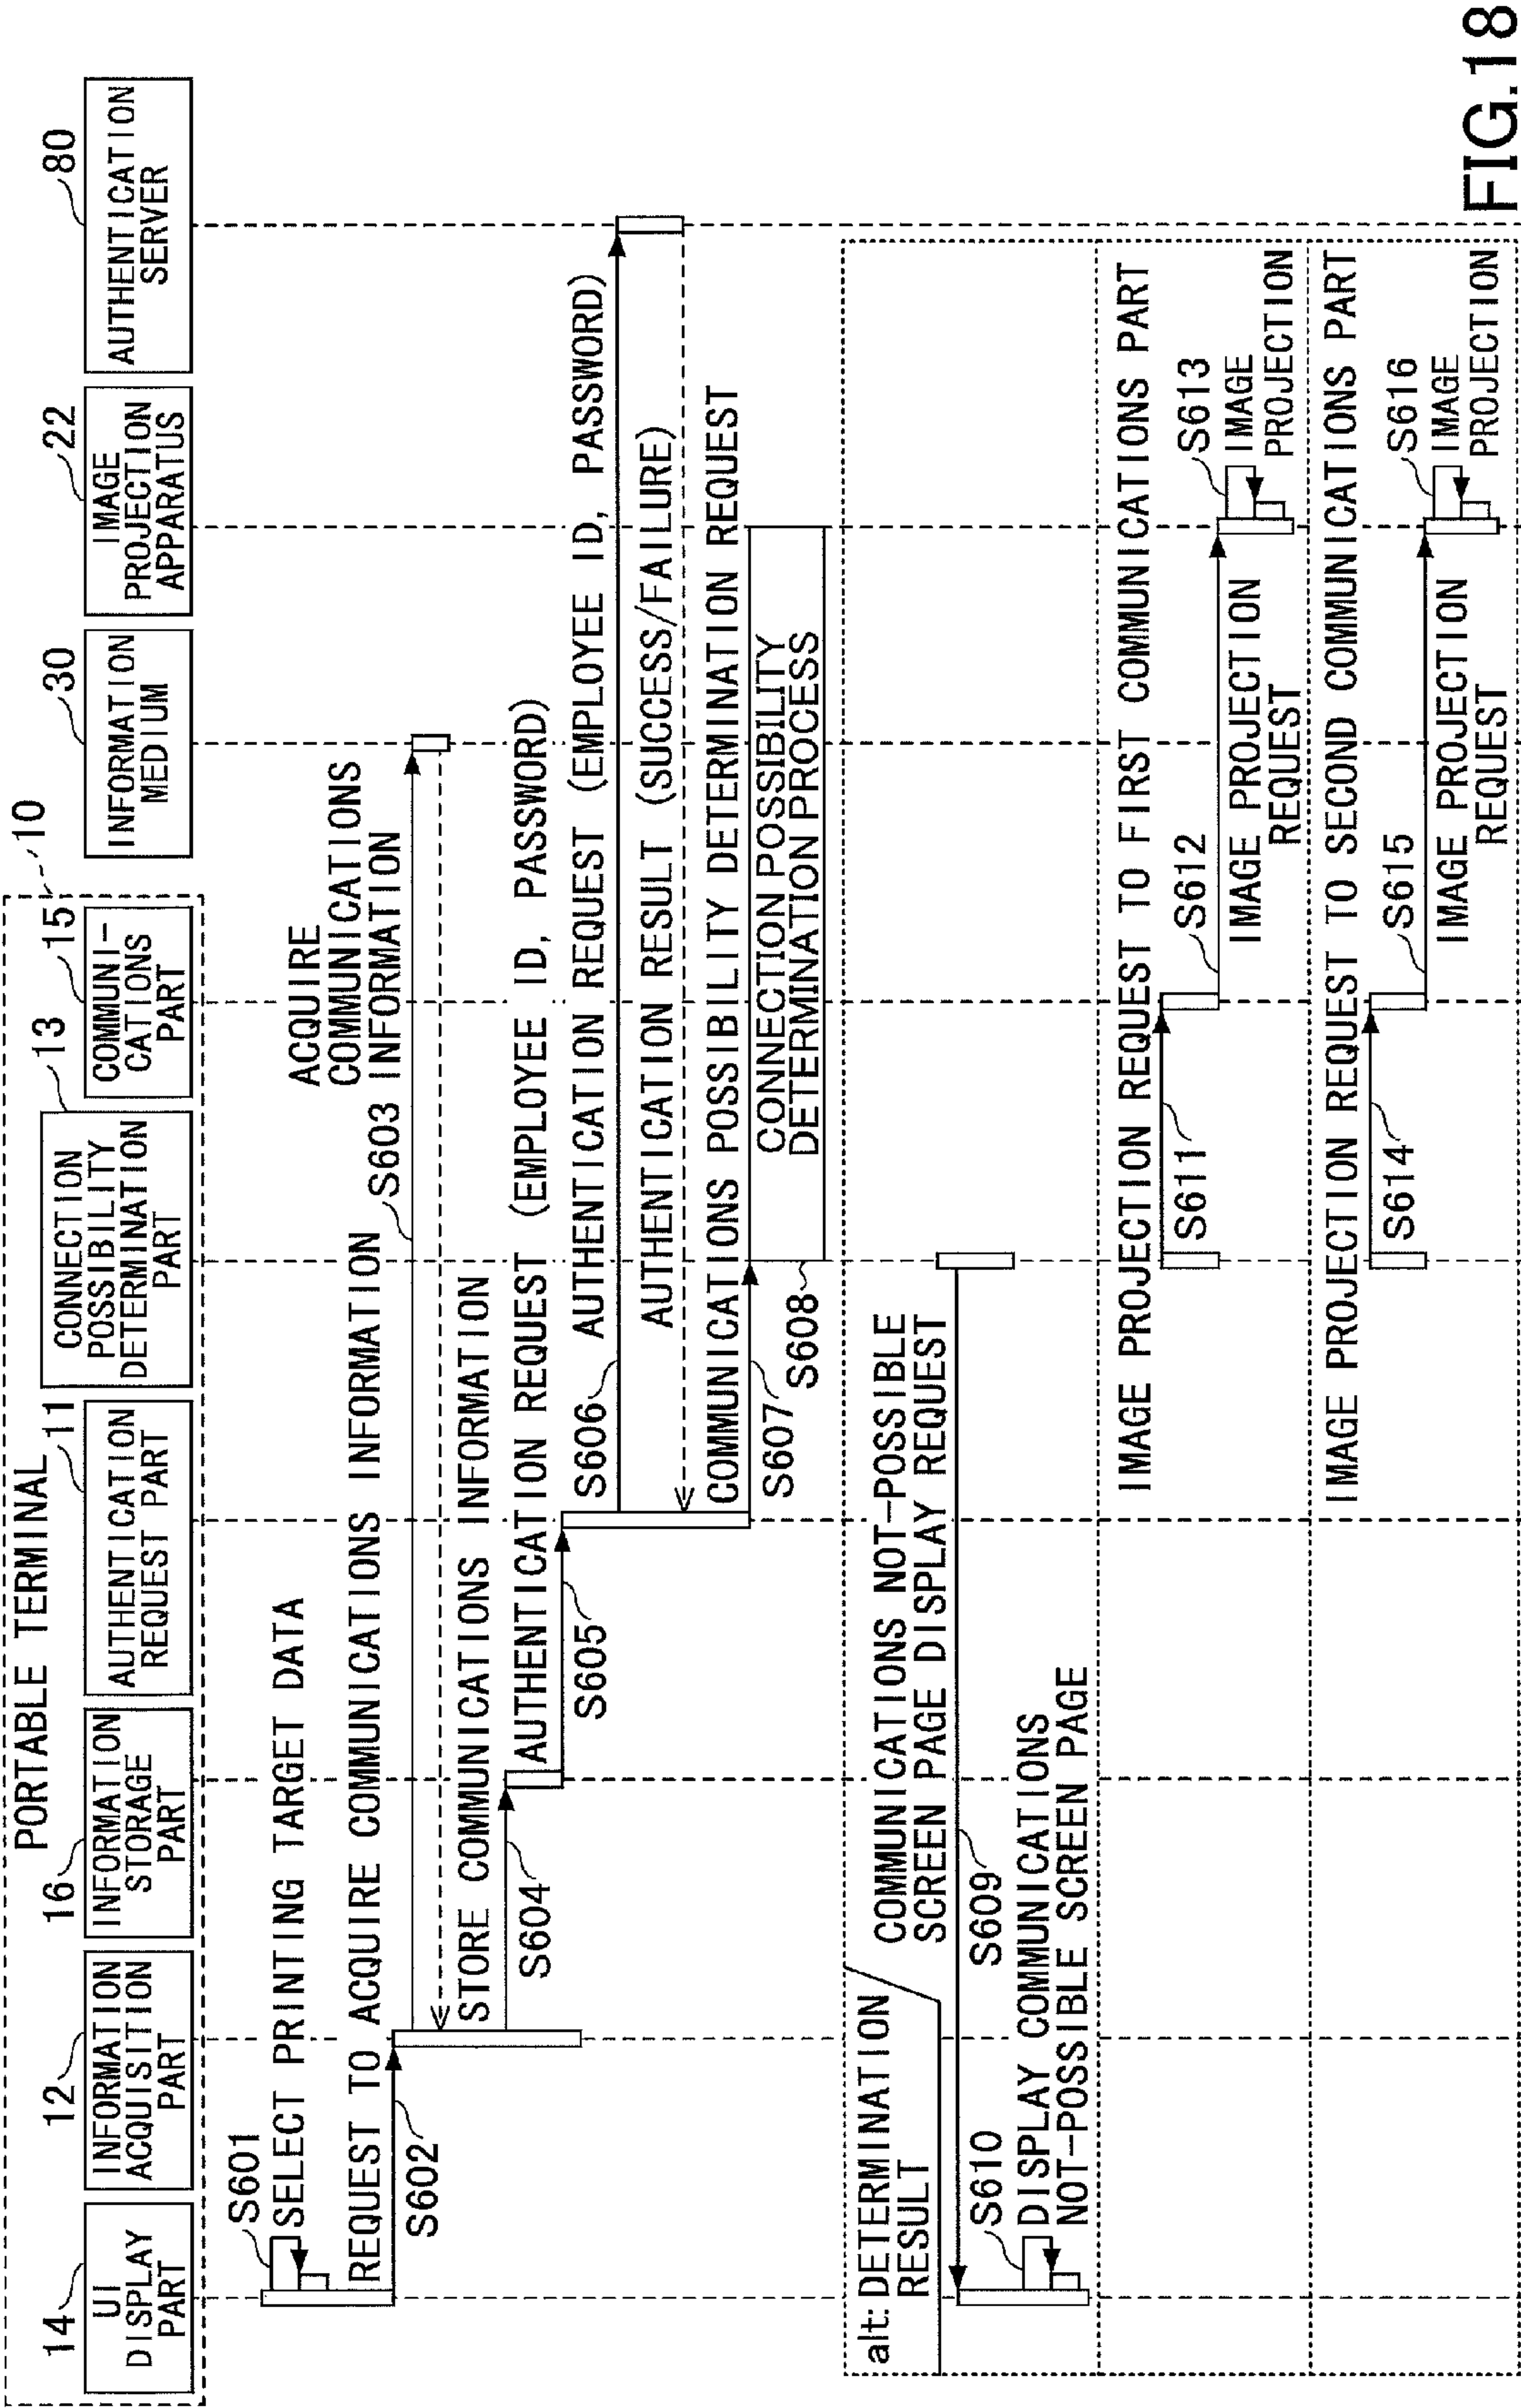 PORTABLE TERMINAL
10
14
UI
DISPLAY
PART
12
INFORMATION
ACQUISITION
PART
16
INFORMATION
STORAGE
PART
11
AUTHENTICATION
REQUEST PART
13
CONNECTION
POSSIBILITY
DETERMINATION
PART
15
COMMUNI-
CATIONS
PART
30
INFORMATION
MEDIUM
22
IMAGE
PROJECTION
APPARATUS
80
AUTHENTICATION
SERVER
S601
SELECT PRINTING TARGET DATA
REQUEST TO ACQUIRE COMMUNICATIONS INFORMATION
S602
S603
ACQUIRE
COMMUNICATIONS
INFORMATION
STORE COMMUNICATIONS INFORMATION
S604
AUTHENTICATION REQUEST (EMPLOYEE ID, PASSWORD)
S605
AUTHENTICATION REQUEST (EMPLOYEE ID, PASSWORD)
S606
AUTHENTICATION RESULT (SUCCESS/FAILURE)
COMMUNICATIONS POSSIBILITY DETERMINATION REQUEST
S607
CONNECTION POSSIBILITY
DETERMINATION PROCESS
S608
alt: DETERMINATION
RESULT
COMMUNICATIONS NOT-POSSIBLE
SCREEN PAGE DISPLAY REQUEST
S609
S610
DISPLAY COMMUNICATIONS
NOT-POSSIBLE SCREEN PAGE
IMAGE PROJECTION REQUEST TO FIRST COMMUNICATIONS PART
S611
S612
IMAGE PROJECTION
REQUEST
S613
IMAGE
PROJECTION
IMAGE PROJECTION REQUEST TO SECOND COMMUNICATIONS PART
S614
S615
IMAGE PROJECTION
REQUEST
S616
IMAGE
PROJECTION
FIG.18